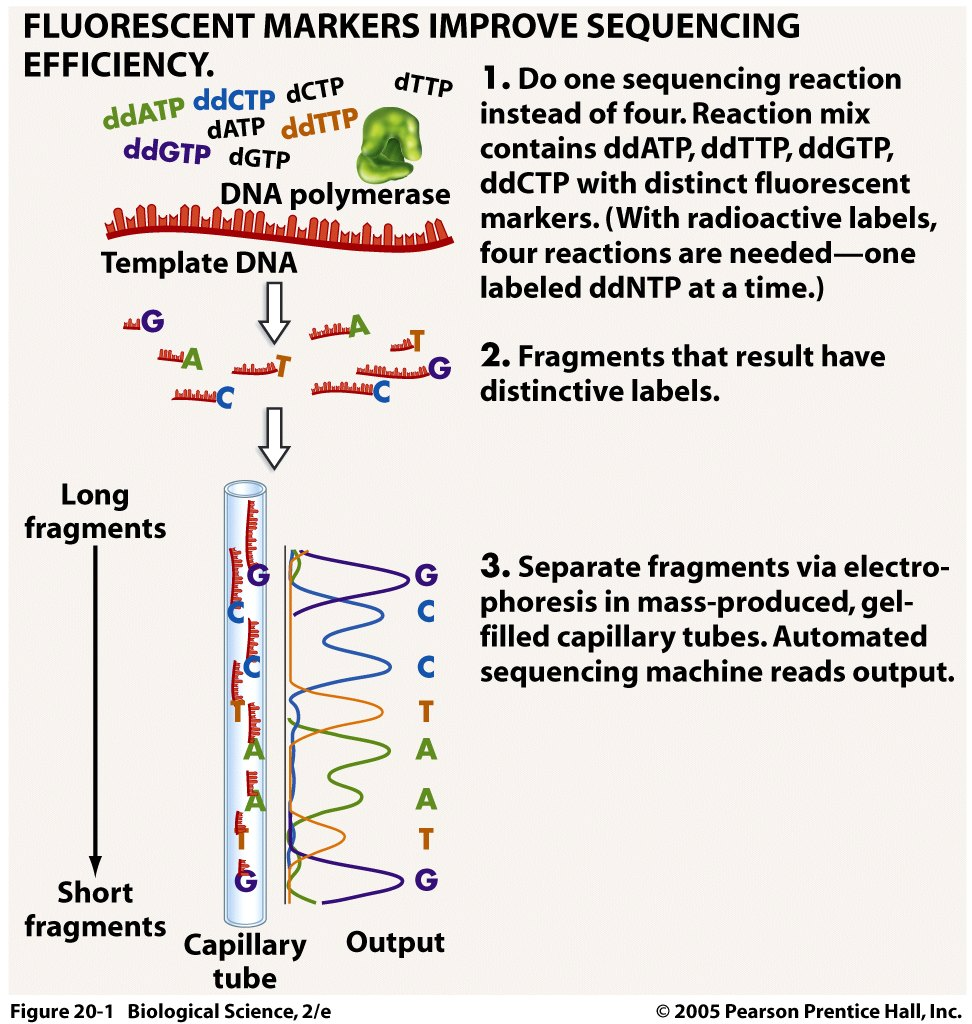 FLUORESCENT MARKERS IMPROVE SEQUENCING
EFFICIENCY.
ddATP ddCTP dCTP dTTP
dATP ddTTP
ddGTP dGTP
DNA polymerase
Template DNA
1. Do one sequencing reaction
instead of four. Reaction mix
contains ddATP, ddTTP, ddGTP,
ddCTP with distinct fluorescent
markers. (With radioactive labels,
four reactions are needed—one
labeled ddNTP at a time.)
G
A
T
A
T
G
C
C
2. Fragments that result have
distinctive labels.
Long
fragments
Short
fragments
G
C
C
T
A
A
T
G
Capillary
tube
G
C
C
T
A
A
T
G
Output
3. Separate fragments via electro-
phoresis in mass-produced, gel-
filled capillary tubes. Automated
sequencing machine reads output.
Figure 20-1 Biological Science, 2/e
© 2005 Pearson Prentice Hall, Inc.